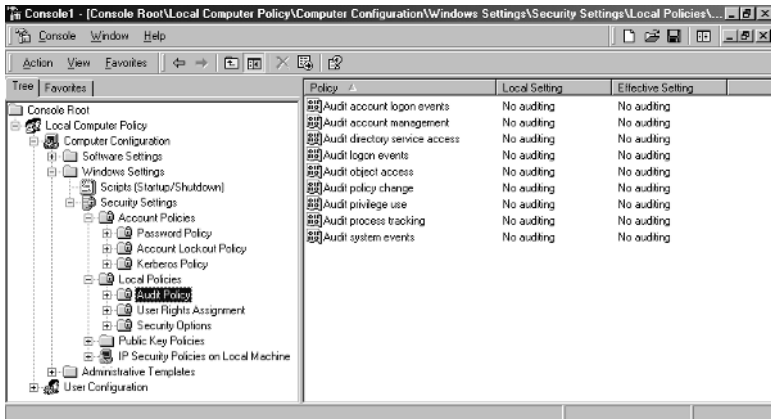 Console1 - [Console Root\Local Computer Policy\Computer Configuration\Windows Settings\Security Settings\Local Policies\...
Console Window Help
Action View Favorites
Tree Favorites
Console Root
Local Computer Policy
Computer Configuration
Software Settings
Windows Settings
Scripts (Startup/Shutdown)
Security Settings
Account Policies
Password Policy
Account Lockout Policy
Kerberos Policy
Local Policies
Audit Policy
User Rights Assignment
Security Options
Public Key Policies
IP Security Policies on Local Machine
Administrative Templates
User Configuration
Policy Local Setting Effective Setting
Audit account logon events No auditing No auditing
Audit account management No auditing No auditing
Audit directory service access No auditing No auditing
Audit logon events No auditing No auditing
Audit object access No auditing No auditing
Audit policy change No auditing No auditing
Audit privilege use No auditing No auditing
Audit process tracking No auditing No auditing
Audit system events No auditing No auditing